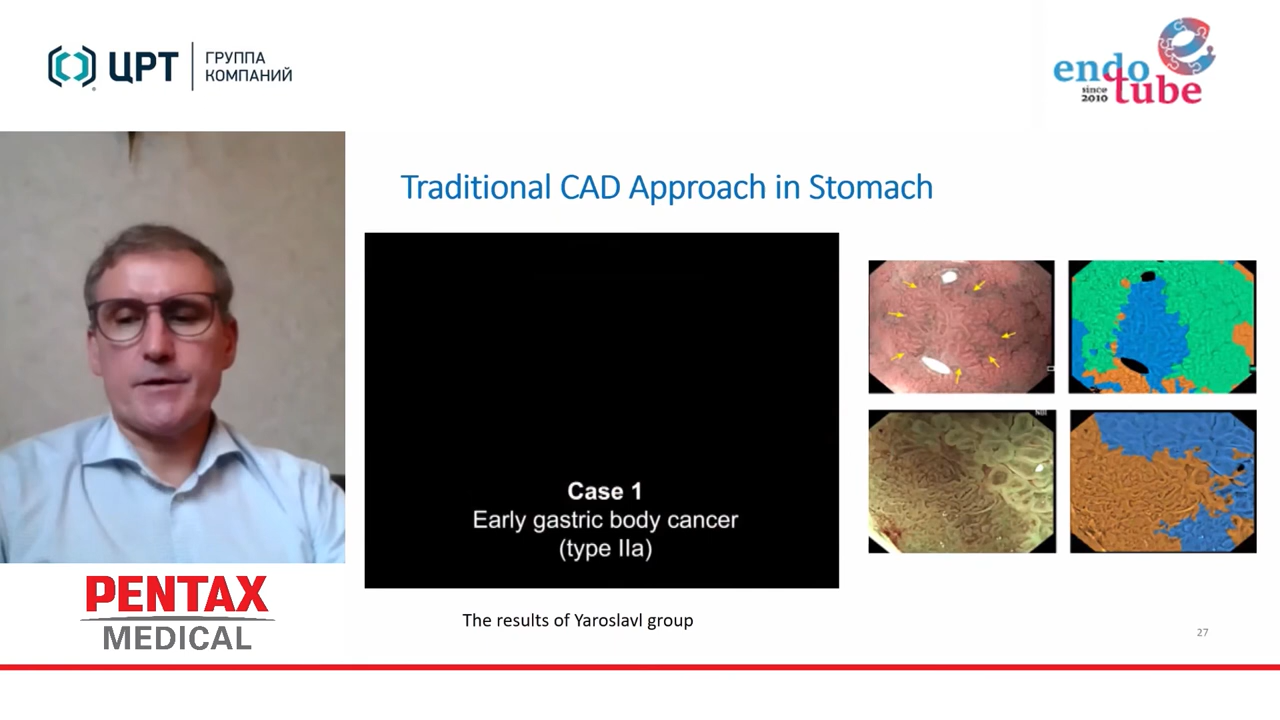 ЦРТ
ГРУППА
КОМПАНИЙ
endo
since
2010
tube
Traditional CAD Approach in Stomach
NBI
Case 1
Early gastric body cancer
(type IIa)
PENTAX
MEDICAL
The results of Yaroslavl group
27